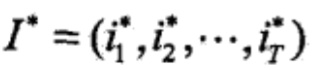 I* = (i₁*, i₂*, ⋯, i_T*)